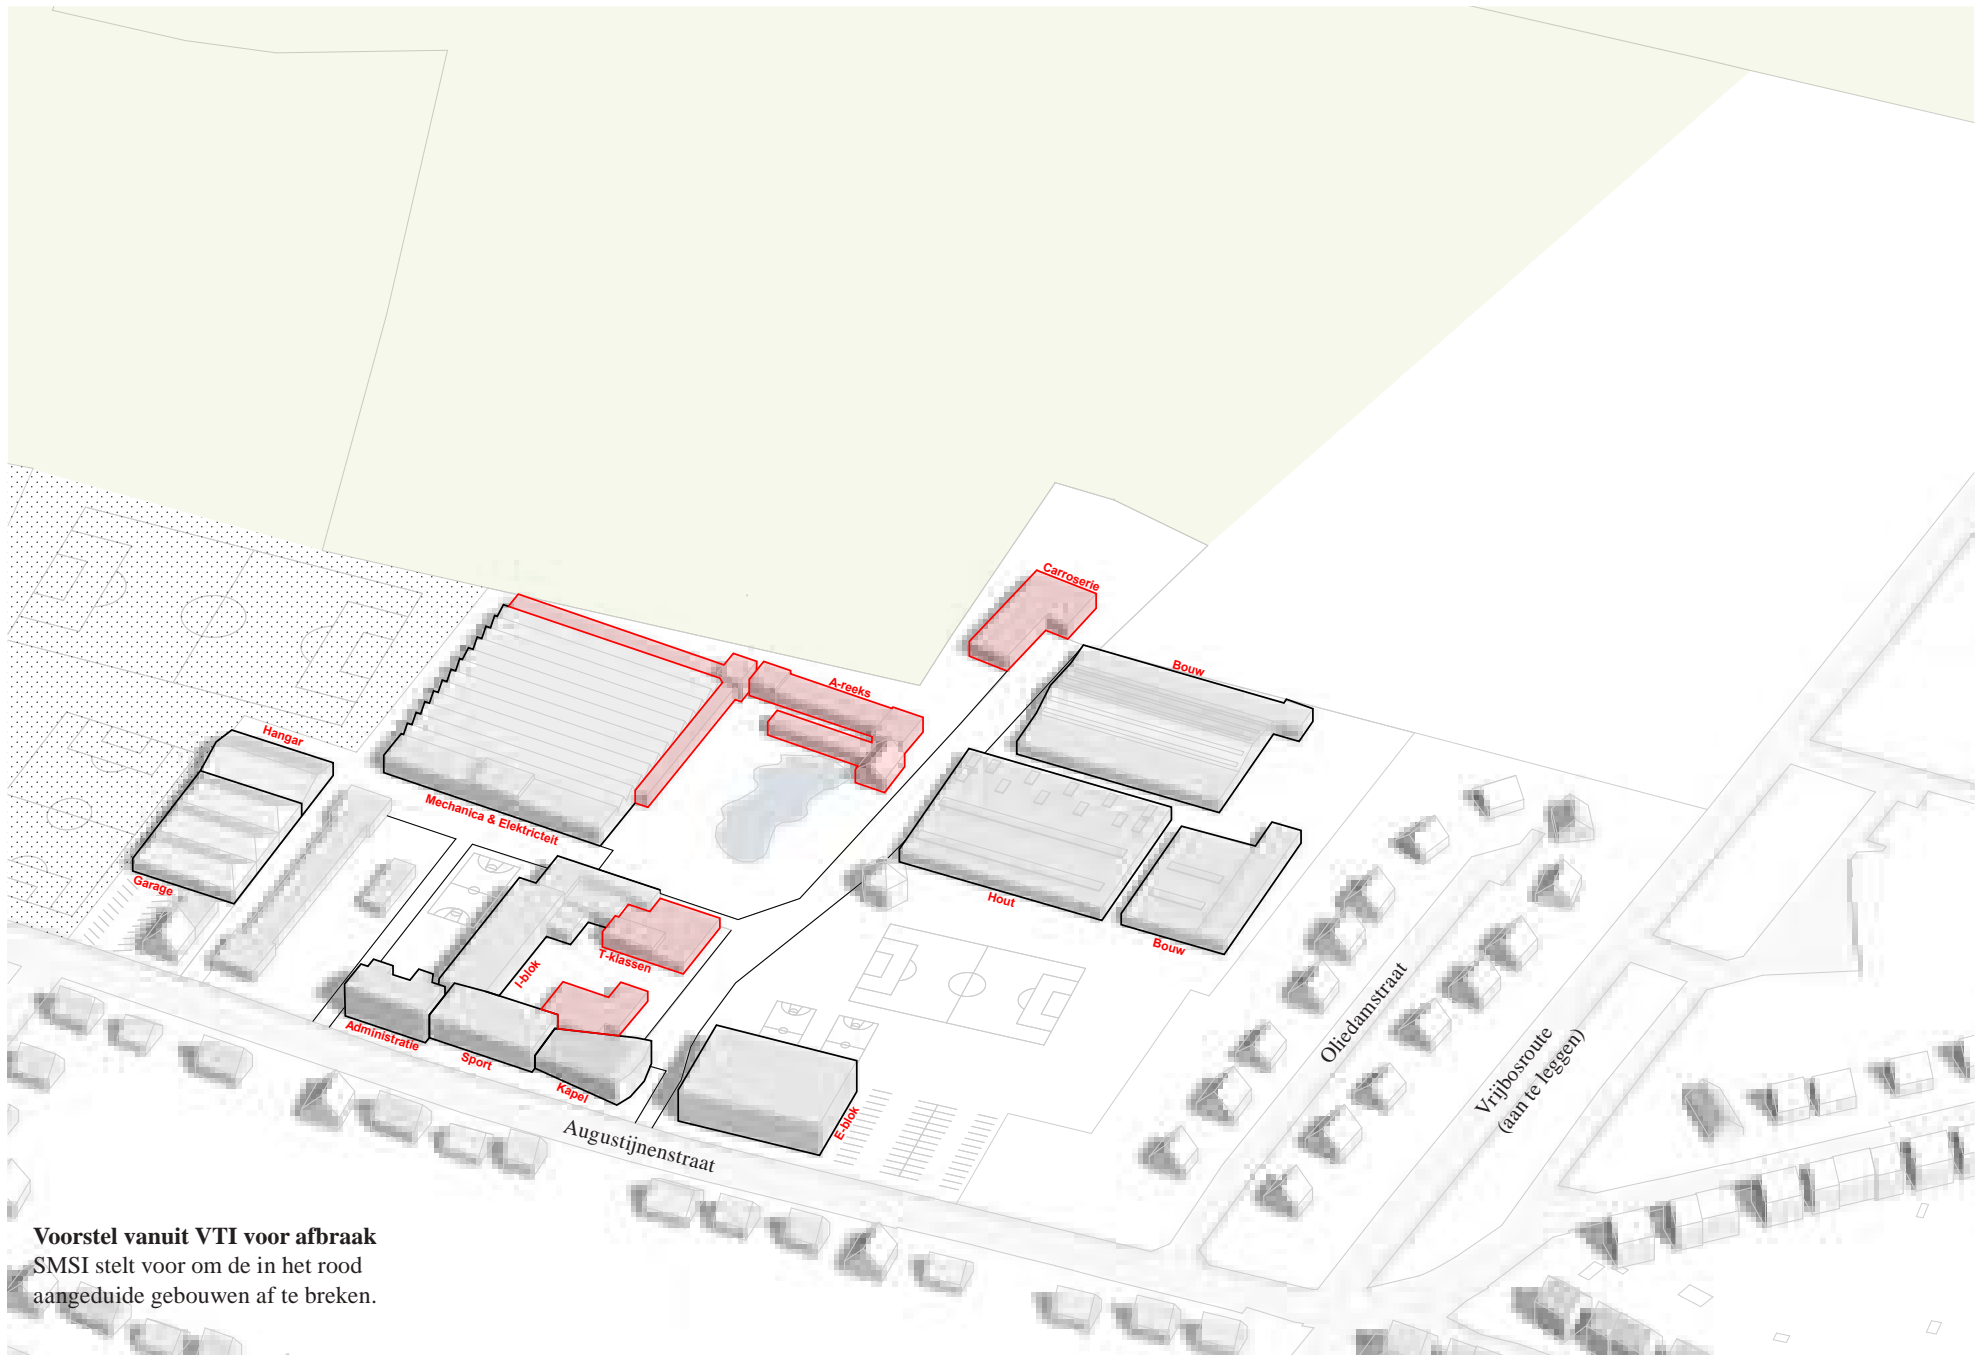 Carroserie
Bouw
A-reeks
Hangar
Mechanica & Elektriciteit
Garage
Hout
Bouw
T-klassen
I-blok
Administratie
Sport
Kapel
E-blok
Oliedamstraat
Vrijbosroute
(aan te leggen)
Augustijnenstraat
Voorstel vanuit VTI voor afbraak
SMSI stelt voor om de in het rood
aangeduide gebouwen af te breken.